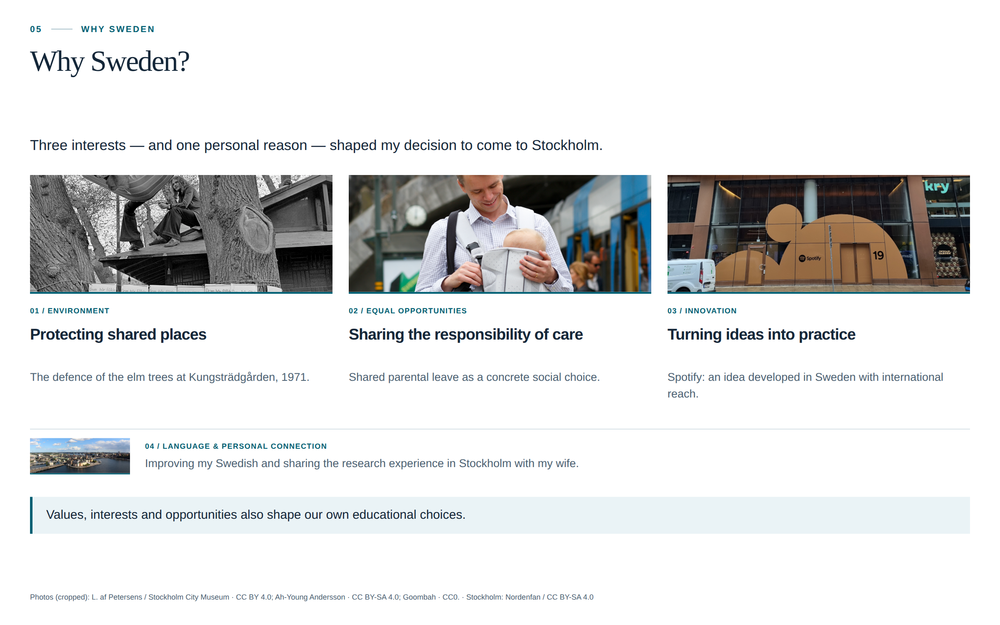 05 WHY SWEDEN
Why Sweden?
Three interests — and one personal reason — shaped my decision to come to Stockholm.
Dom här fällde
kry
Spotify
19
INDIAN
GARDEN
01 / ENVIRONMENT
Protecting shared places
The defence of the elm trees at Kungsträdgården, 1971.
02 / EQUAL OPPORTUNITIES
Sharing the responsibility of care
Shared parental leave as a concrete social choice.
03 / INNOVATION
Turning ideas into practice
Spotify: an idea developed in Sweden with international
reach.
04 / LANGUAGE & PERSONAL CONNECTION
Improving my Swedish and sharing the research experience in Stockholm with my wife.
Values, interests and opportunities also shape our own educational choices.
Photos (cropped): L. af Petersens / Stockholm City Museum · CC BY 4.0; Ah-Young Andersson · CC BY-SA 4.0; Goombah · CC0. · Stockholm: Nordenfan / CC BY-SA 4.0